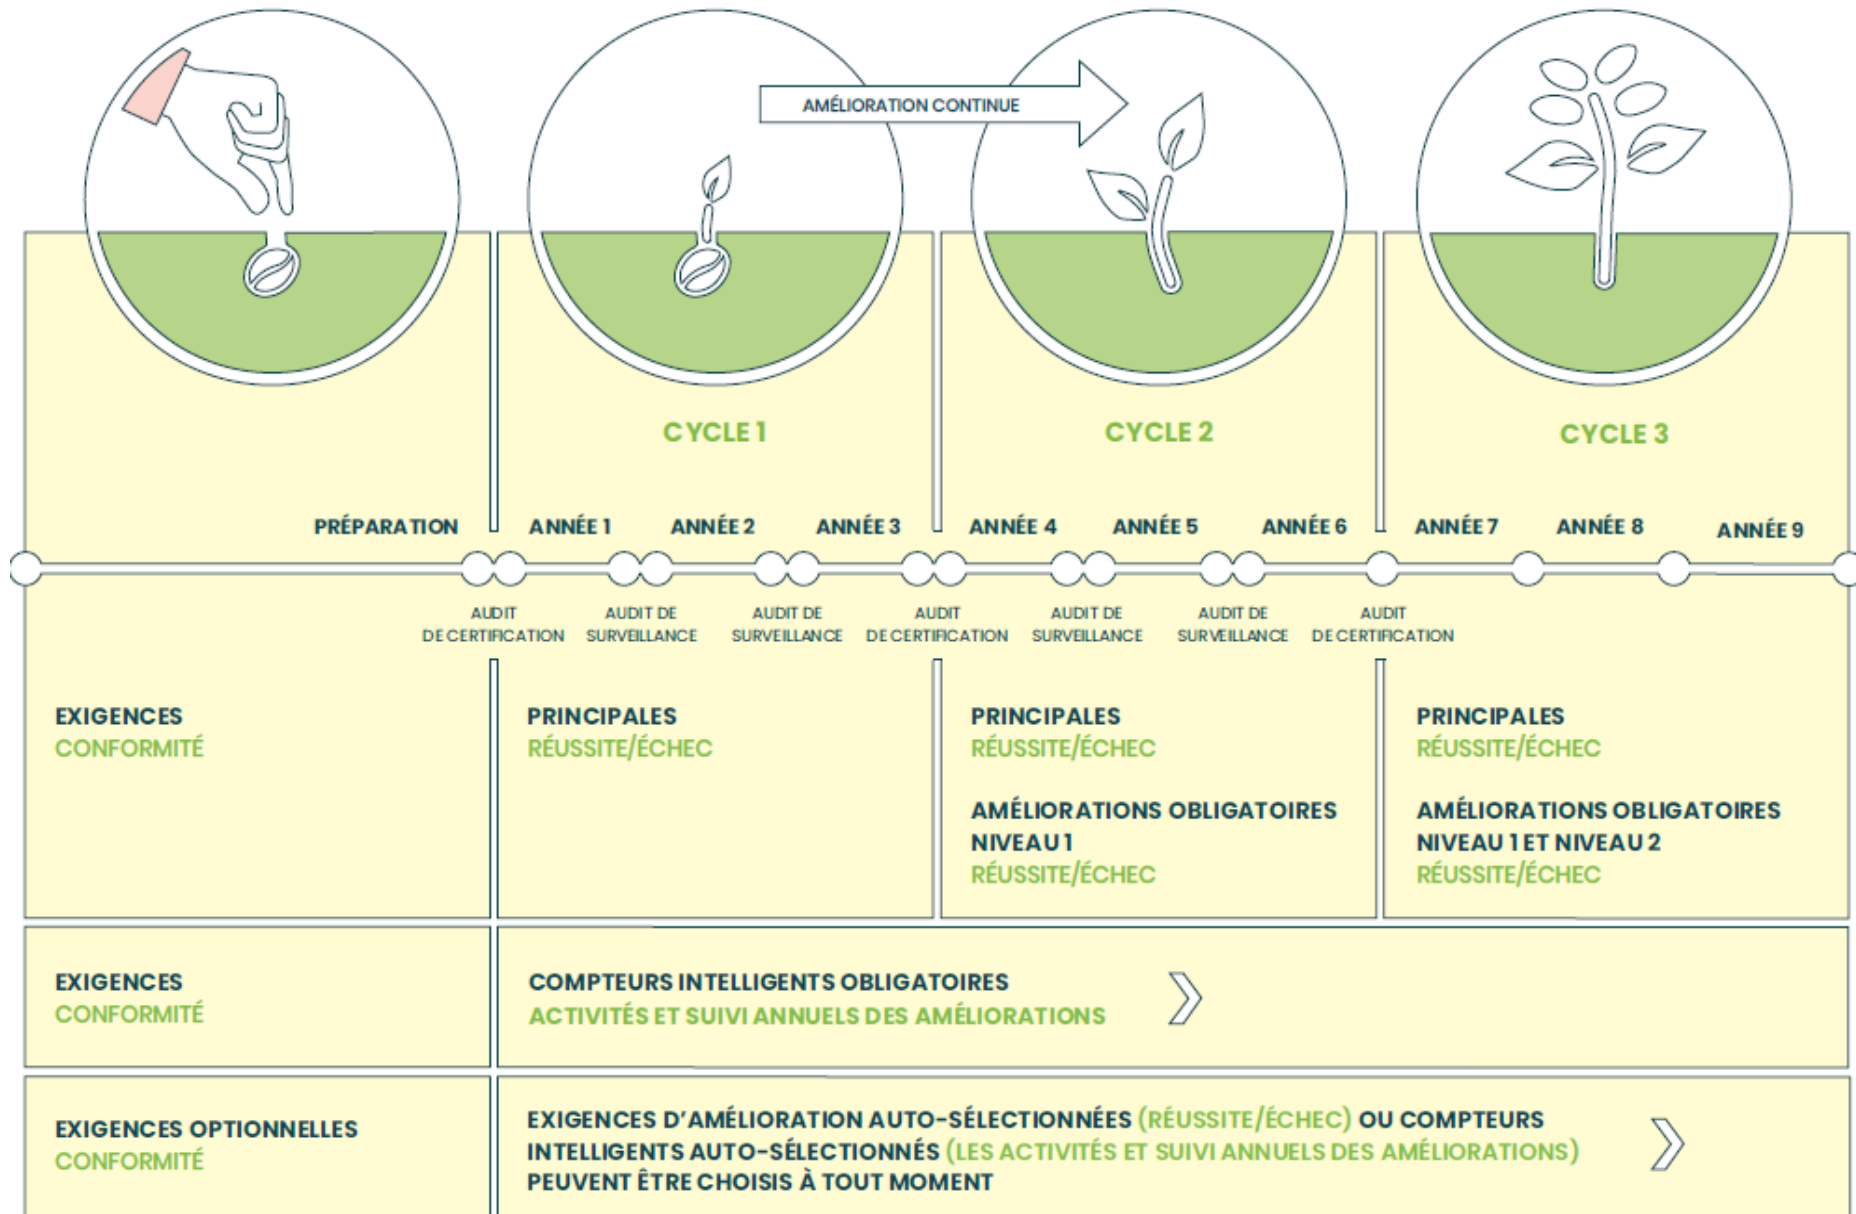 AMÉLIORATION CONTINUE
CYCLE 1
CYCLE 2
CYCLE 3
PRÉPARATION
ANNÉE 1
ANNÉE 2
ANNÉE 3
ANNÉE 4
ANNÉE 5
ANNÉE 6
ANNÉE 7
ANNÉE 8
ANNÉE 9
AUDIT
DE CERTIFICATION
AUDIT DE
SURVEILLANCE
AUDIT DE
SURVEILLANCE
AUDIT
DE CERTIFICATION
AUDIT DE
SURVEILLANCE
AUDIT DE
SURVEILLANCE
AUDIT
DE CERTIFICATION
EXIGENCES
CONFORMITÉ
PRINCIPALES
RÉUSSITE/ÉCHEC
PRINCIPALES
RÉUSSITE/ÉCHEC
AMÉLIORATIONS OBLIGATOIRES
NIVEAU 1
RÉUSSITE/ÉCHEC
PRINCIPALES
RÉUSSITE/ÉCHEC
AMÉLIORATIONS OBLIGATOIRES
NIVEAU 1 ET NIVEAU 2
RÉUSSITE/ÉCHEC
EXIGENCES
CONFORMITÉ
COMPTEURS INTELLIGENTS OBLIGATOIRES
ACTIVITÉS ET SUIVI ANNUELS DES AMÉLIORATIONS
EXIGENCES OPTIONNELLES
CONFORMITÉ
EXIGENCES D'AMÉLIORATION AUTO-SÉLECTIONNÉES (RÉUSSITE/ÉCHEC) OU COMPTEURS
INTELLIGENTS AUTO-SÉLECTIONNÉS (LES ACTIVITÉS ET SUIVI ANNUELS DES AMÉLIORATIONS)
PEUVENT ÊTRE CHOISIS À TOUT MOMENT